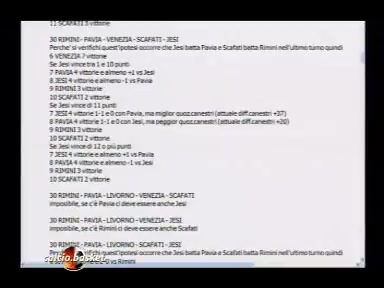 11 SCAFATI 3 vittorie
30 RIMINI - PAVIA - VENEZIA - SCAFATI - JESI
Perche' si verifichi quest'ipotesi occorre che Jesi batta Pavia e Scafati batta Rimini nell'ultimo turno quindi
6 VENEZIA 7 vittorie
Se Jesi vince tra 1 e 10 punti
7 PAVIA 4 vittorie e almeno +1 vs Jesi
8 JESI 4 vittorie e almeno -1 vs Pavia
9 RIMINI 3 vittorie
10 SCAFATI 2 vittorie
Se Jesi vince di 11 punti
7 JESI 4 vittorie 1-1 e 0 con Pavia, ma miglior quoz.canestri (attuale diff.canestri +37)
8 PAVIA 4 vittorie 1-1 e 0 con Jesi, ma peggior quoz.canestri (attuale diff.canestri +20)
9 RIMINI 3 vittorie
10 SCAFATI 2 vittorie
Se Jesi vince di 12 o più punti
7 JESI 4 vittorie e almeno +1 vs Pavia
8 PAVIA 4 vittorie e almeno -1 vs Jesi
9 RIMINI 3 vittorie
10 SCAFATI 2 vittorie
30 RIMINI - PAVIA - LIVORNO - VENEZIA - SCAFATI
impossibile, se c'è Pavia ci deve essere anche Jesi
30 RIMINI - PAVIA - LIVORNO - VENEZIA - JESI
impossibile, se c'è Rimini ci deve essere anche Scafati
30 RIMINI - PAVIA - LIVORNO - SCAFATI - JESI
Perche' si verifichi quest'ipotesi occorre che Jesi batta Pavia e Scafati batta Rimini nell'ultimo turno quindi
vs Rimini
basket